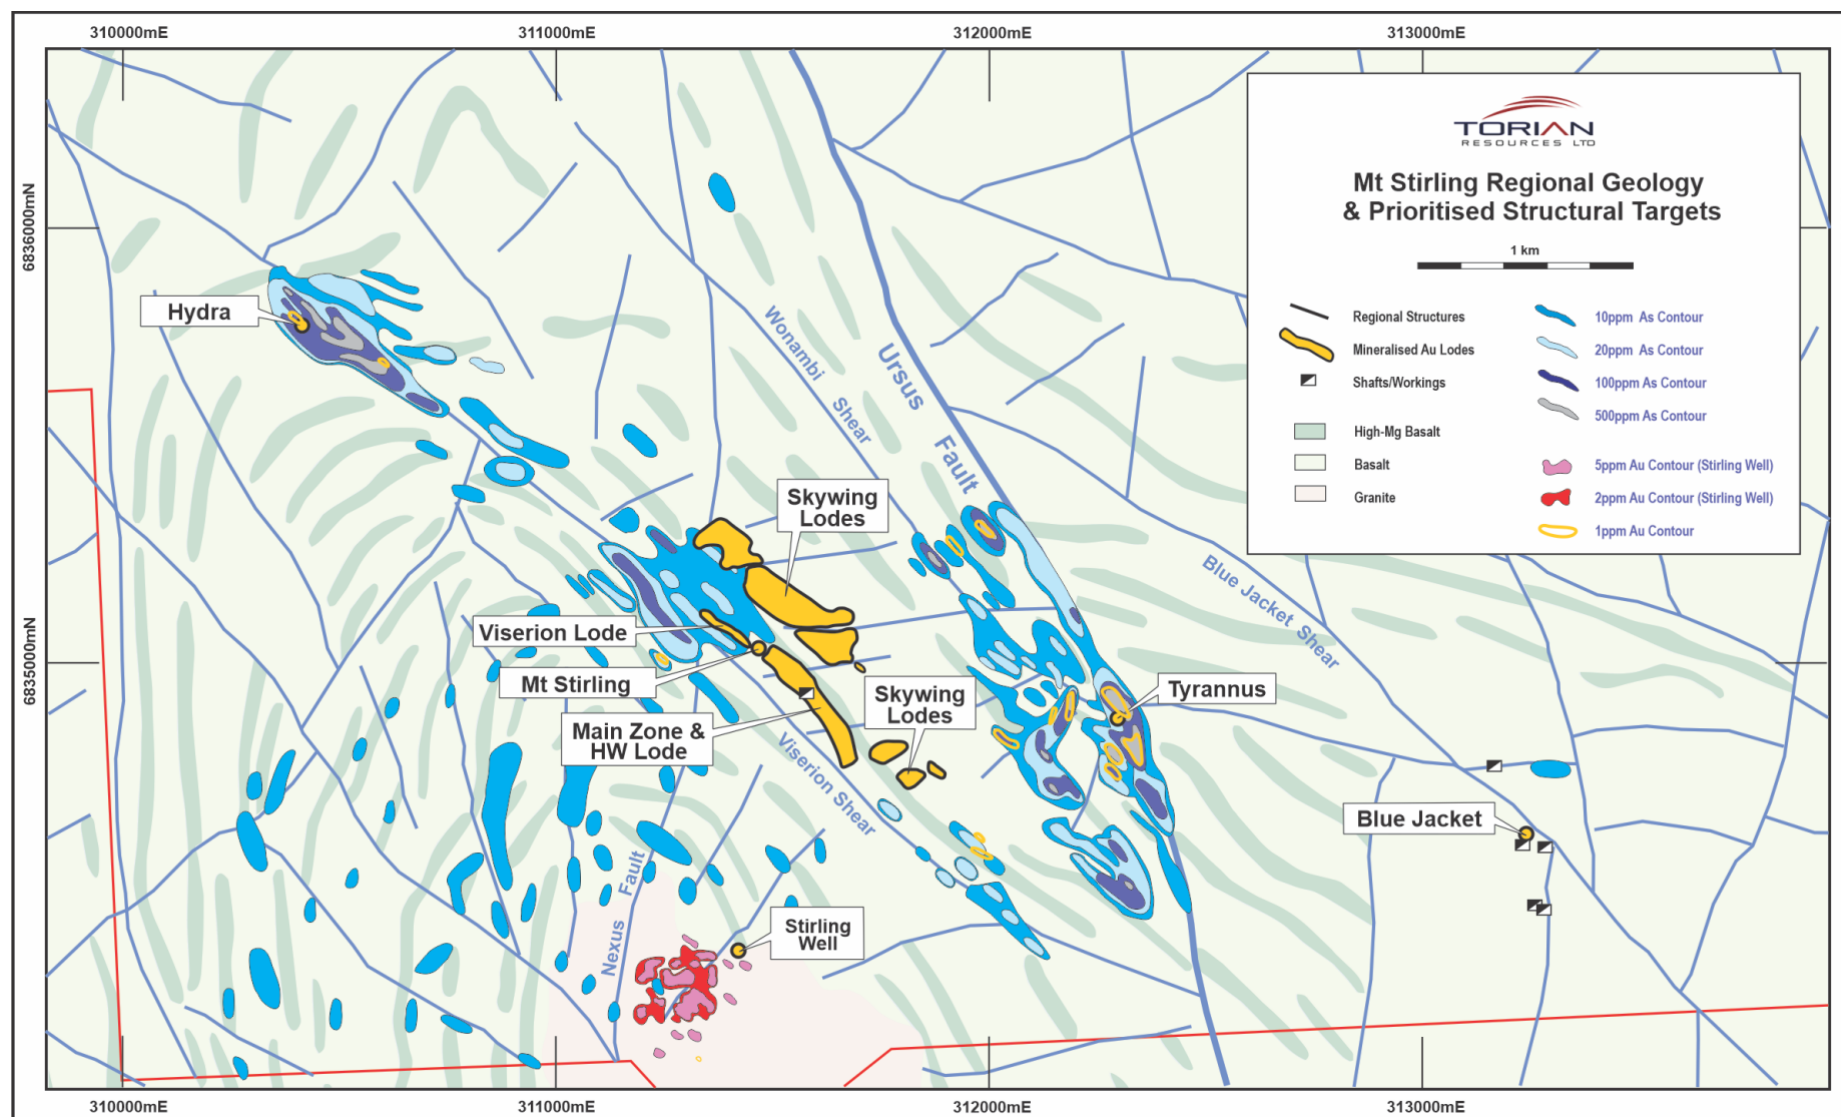 310000mE
311000mE
312000mE
313000mE
6836000mN
6835000mN
TORIAN
RESOURCES LTD
Mt Stirling Regional Geology
& Prioritised Structural Targets
1 km
Regional Structures
Mineralised Au Lodes
Shafts/Workings
High-Mg Basalt
Basalt
Granite
10ppm As Contour
20ppm As Contour
100ppm As Contour
500ppm As Contour
5ppm Au Contour (Stirling Well)
2ppm Au Contour (Stirling Well)
1ppm Au Contour
Hydra
Wonambi
Shear
Ursus
Fault
Skywing
Lodes
Blue Jacket Shear
Viserion Lode
Mt Stirling
Main Zone &
HW Lode
Skywing
Lodes
Tyrannus
Viserion Shear
Blue Jacket
Nexus
Fault
Stirling
Well
310000mE
311000mE
312000mE
313000mE